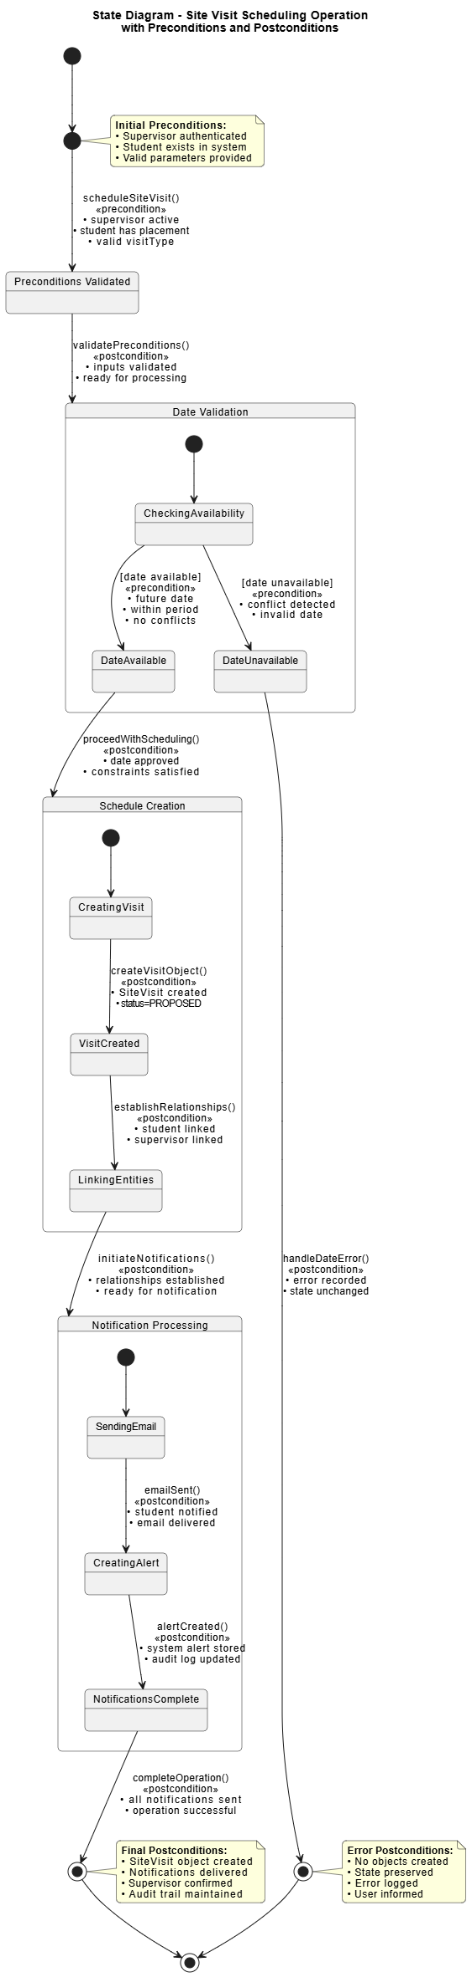 State Diagram - Site Visit Scheduling Operation
with Preconditions and Postconditions
Initial Preconditions:
• Supervisor authenticated
• Student exists in system
• Valid parameters provided
scheduleSiteVisit()
«precondition»
• supervisor active
• student has placement
• valid visitType
Preconditions Validated
validatePreconditions()
«postcondition»
• inputs validated
• ready for processing
Date Validation
CheckingAvailability
[date available]
«precondition»
• future date
• within period
• no conflicts
[date unavailable]
«precondition»
• conflict detected
• invalid date
DateAvailable
DateUnavailable
proceedWithScheduling()
«postcondition»
• date approved
• constraints satisfied
Schedule Creation
CreatingVisit
createVisitObject()
«postcondition»
• SiteVisit created
• status=PROPOSED
VisitCreated
establishRelationships()
«postcondition»
• student linked
• supervisor linked
LinkingEntities
initiateNotifications()
«postcondition»
• relationships established
• ready for notification
handleDateError()
«postcondition»
• error recorded
• state unchanged
Notification Processing
SendingEmail
emailSent()
«postcondition»
• student notified
• email delivered
CreatingAlert
alertCreated()
«postcondition»
• system alert stored
• audit log updated
NotificationsComplete
completeOperation()
«postcondition»
• all notifications sent
• operation successful
Final Postconditions:
• SiteVisit object created
• Notifications delivered
• Supervisor confirmed
• Audit trail maintained
Error Postconditions:
• No objects created
• State preserved
• Error logged
• User informed